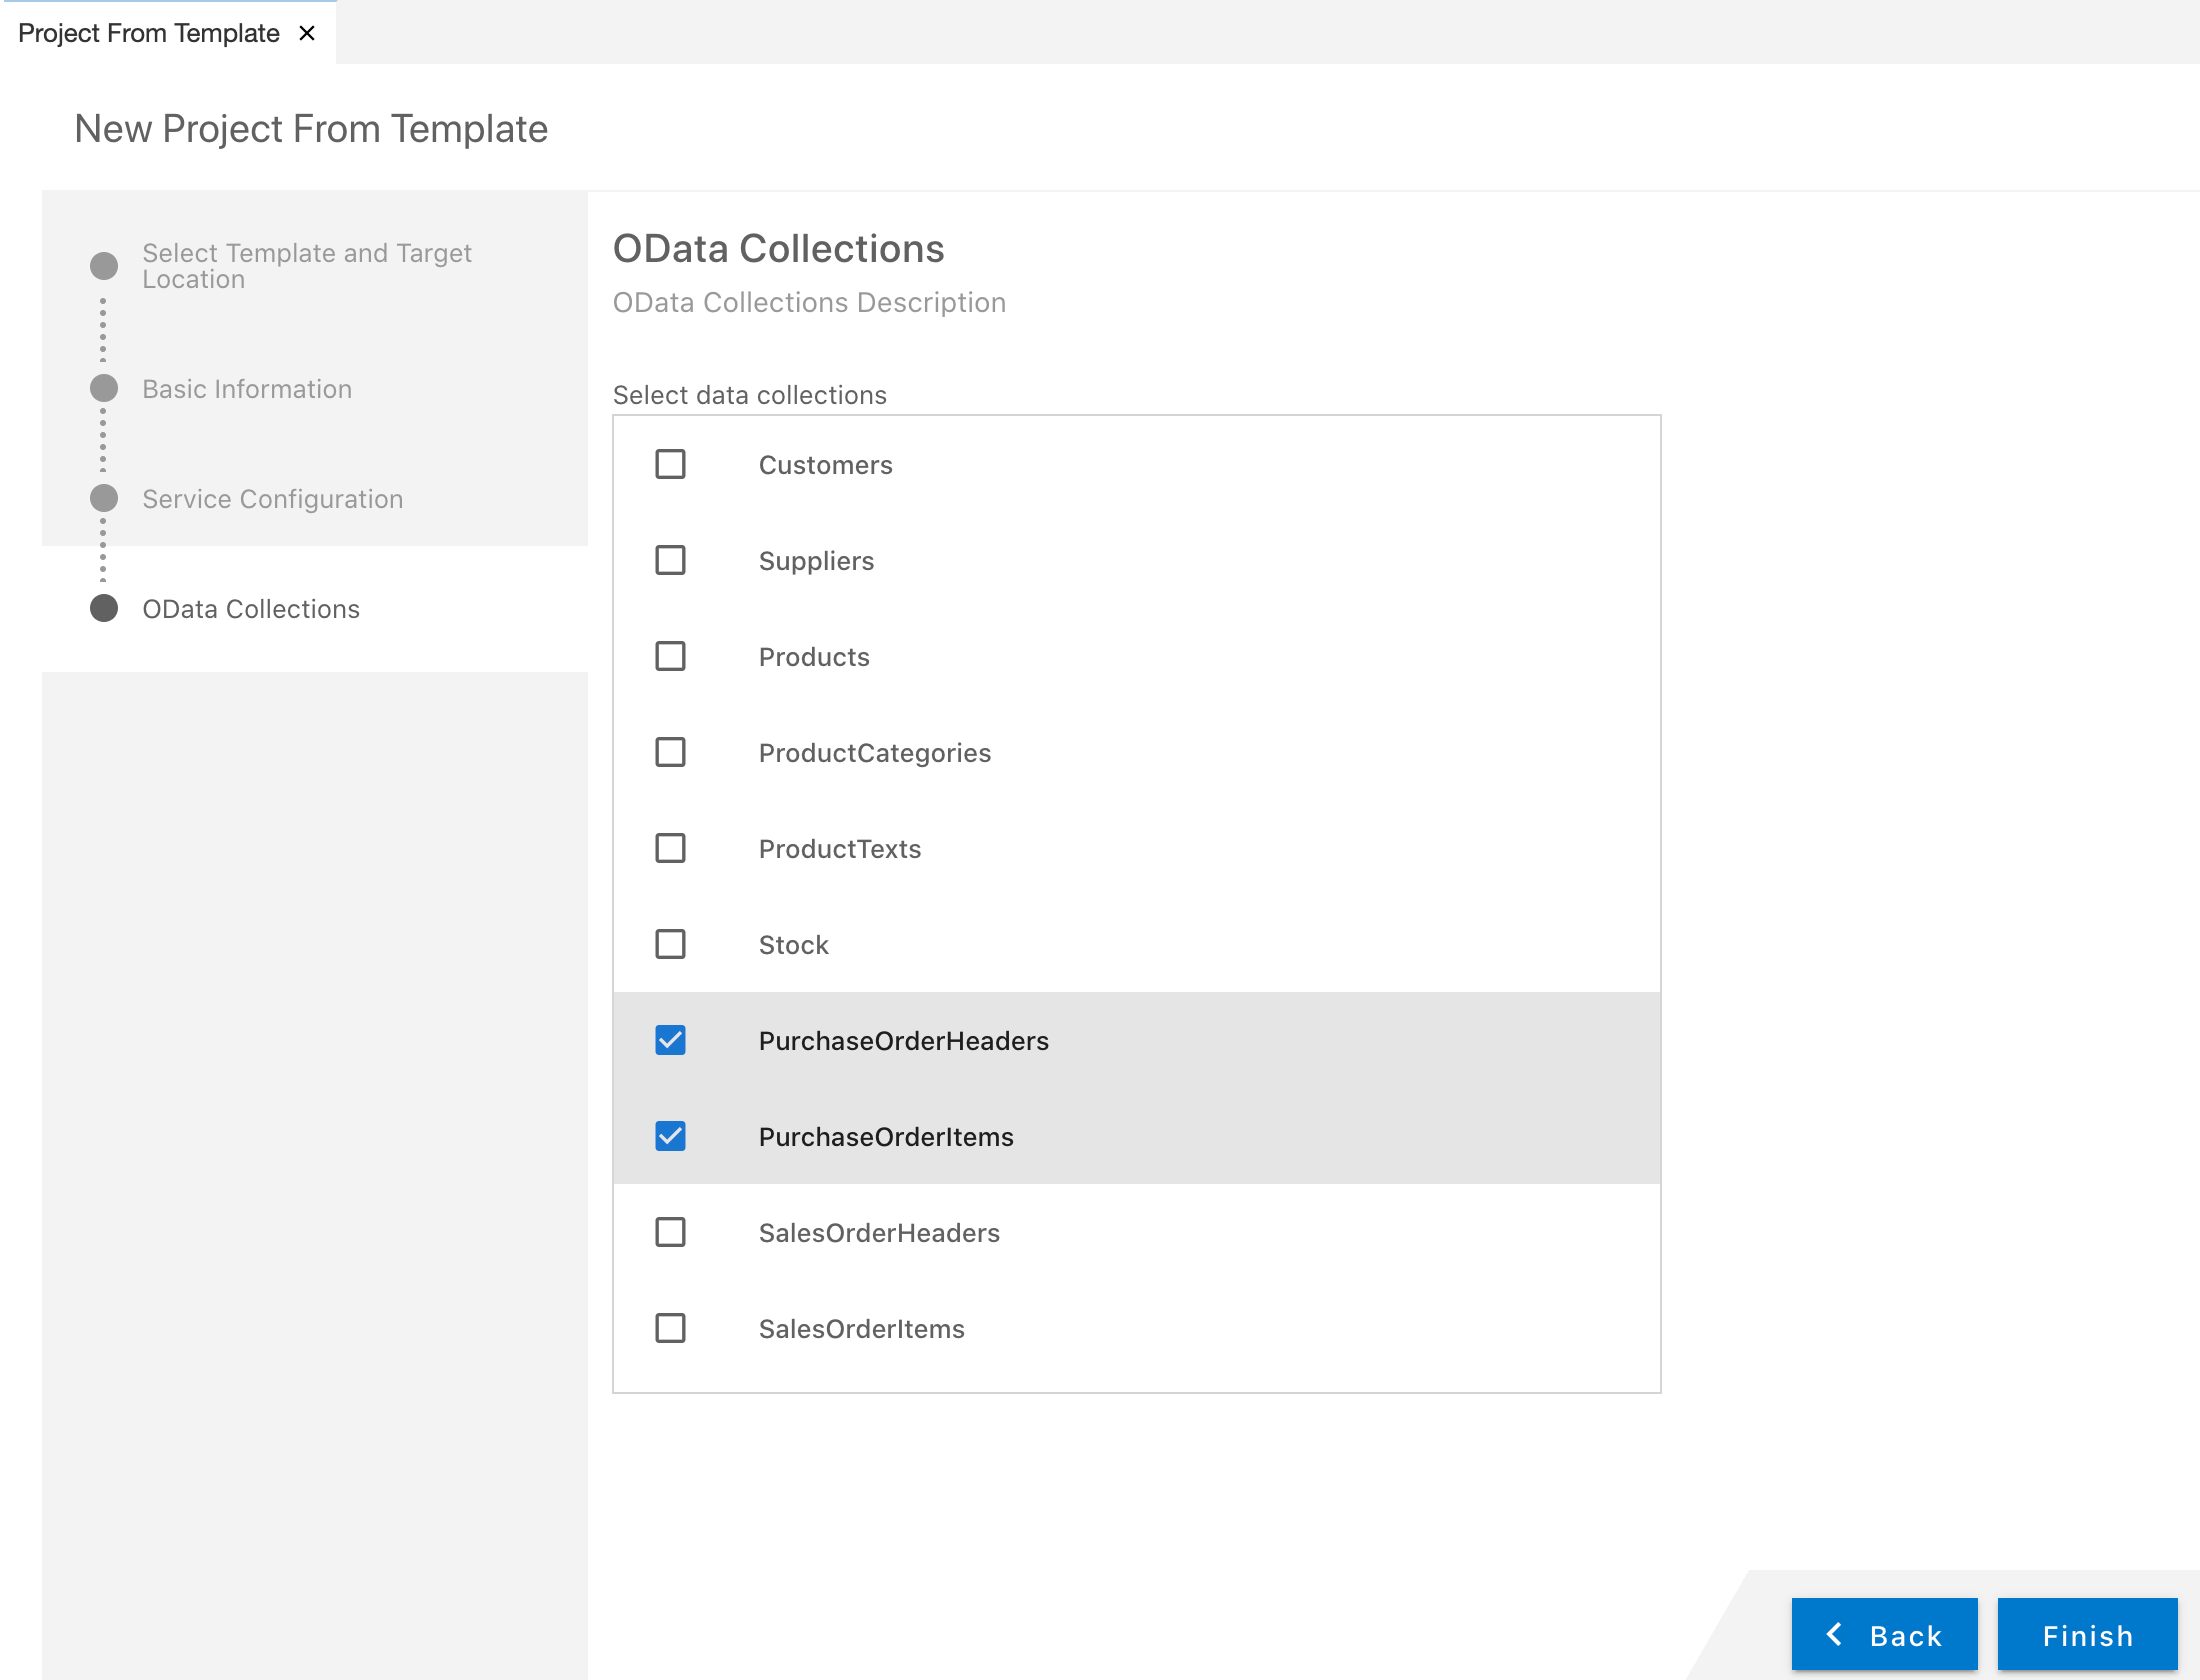 Project From Template
New Project From Template
Select Template and Target
Location
Basic Information
Service Configuration
OData Collections
OData Collections
OData Collections Description
Select data collections
Customers
Suppliers
Products
ProductCategories
ProductTexts
Stock
PurchaseOrderHeaders
PurchaseOrderItems
SalesOrderHeaders
SalesOrderItems
Back
Finish